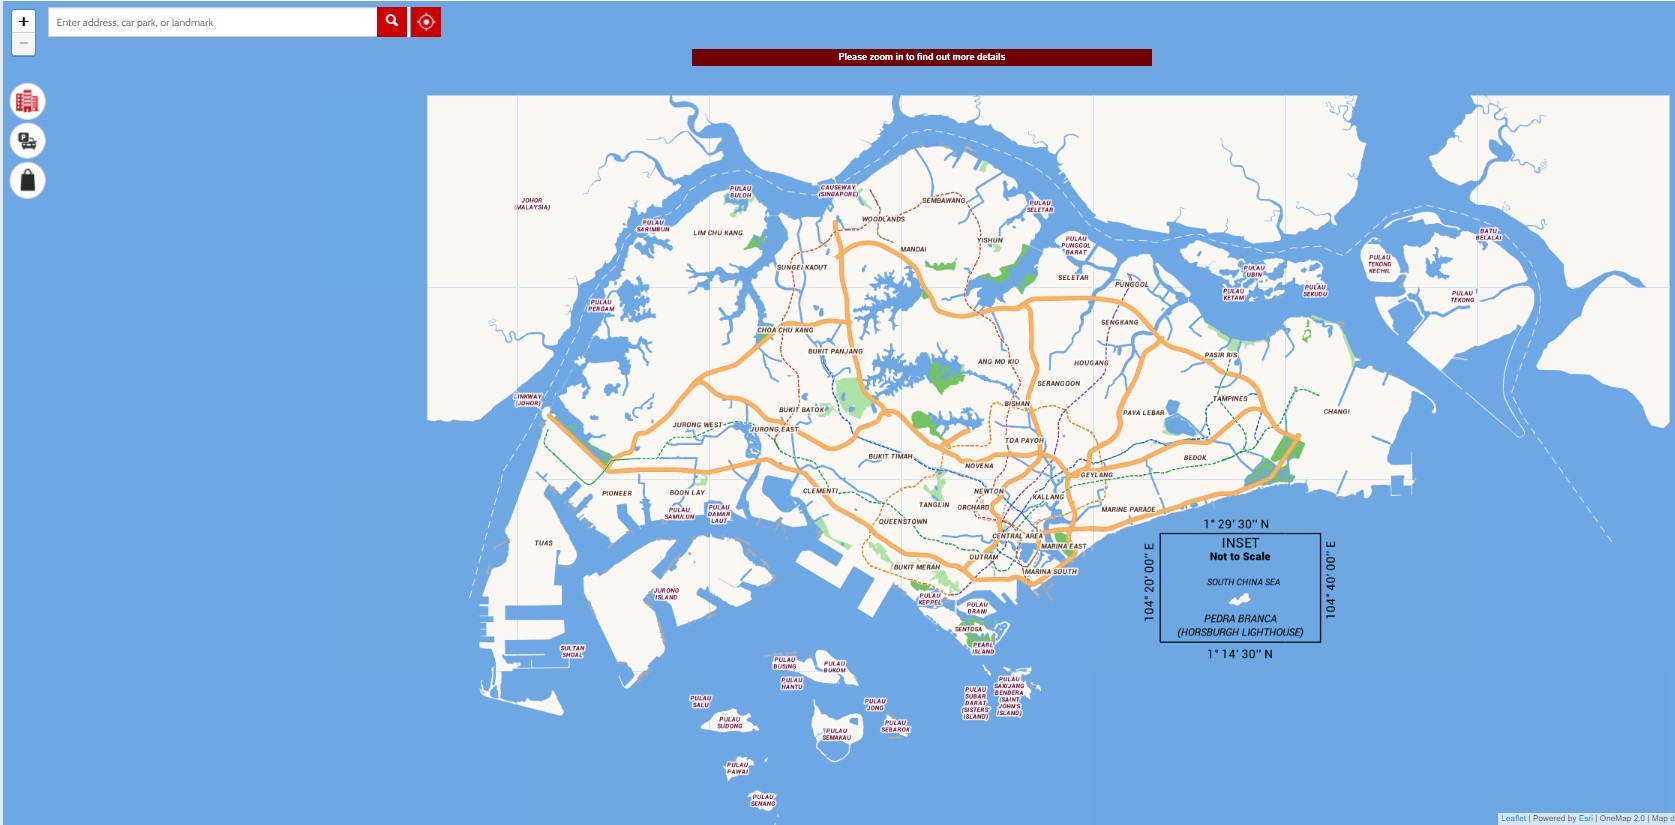 +
Enter address, car park, or landmark
−
Please zoom in to find out more details
P
JOHOR
(MALAYSIA)
PULAU
BULOH
CAUSEWAY
(SINGAPORE)
WOODLANDS
SEMBAWANG
PULAU
SELETAR
PULAU
SARIMBUN
LIM CHU KANG
MANDAI
YISHUN
PULAU
PUNGGOL
BARAT
BATU
BELALAI
SUNGEI KADUT
SELETAR
PUNGGOL
PULAU
UBIN
PULAU
TEKONG
KECHIL
PULAU
KETAM
PULAU
SEKUDU
PULAU
TEKONG
PULAU
PERGAM
CHOA CHU KANG
SENGKANG
BUKIT PANJANG
ANG MO KIO
HOUGANG
PASIR RIS
SERANGOON
LINKWAY
(JOHOR)
BUKIT BATOK
BISHAN
PAYA LEBAR
TAMPINES
CHANGI
JURONG WEST
JURONG EAST
TOA PAYOH
BUKIT TIMAH
NOVENA
BEDOK
GEYLANG
PIONEER
BOON LAY
CLEMENTI
NEWTON
KALLANG
TANGLIN
ORCHARD
MARINE PARADE
PULAU
SAMULUN
PULAU
DAMAR
LAUT
QUEENSTOWN
CENTRAL AREA
MARINA EAST
TUAS
OUTRAM
BUKIT MERAH
MARINA SOUTH
1° 29' 30" N
INSET
Not to Scale
SOUTH CHINA SEA
PEDRA BRANCA
(HORSBURGH LIGHTHOUSE)
104° 20' 00" E
104° 40' 00" E
1° 14' 30" N
JURONG
ISLAND
PULAU
KEPPEL
PULAU
BRANI
SENTOSA
PEARL
ISLAND
SULTAN
SHOAL
PULAU
BUSING
PULAU
BUKOM
PULAU
HANTU
PULAU
SALU
PULAU
SUDONG
PULAU
JONG
PULAU
SEBAROK
PULAU
SEMAKAU
PULAU
SUBAR
DARAT
(SISTERS'
ISLAND)
PULAU
SAKIJANG
BENDERA
(SAINT
JOHN'S
ISLAND)
PULAU
PAWAI
PULAU
SENANG
Leaflet | Powered by Esri | OneMap 2.0 | Map d